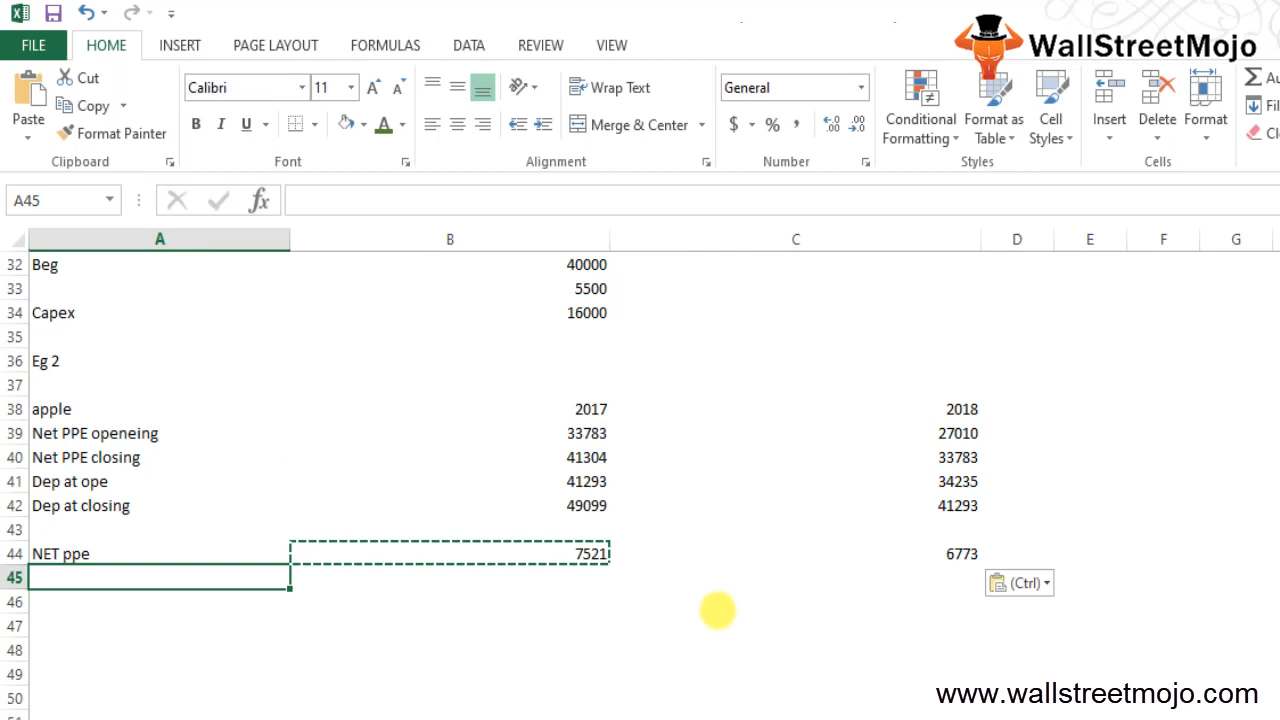 FILE HOME INSERT PAGE LAYOUT FORMULAS DATA REVIEW VIEW
WallStreetMojo
Paste
Cut
Copy
Format Painter
Clipboard
Calibri 11 A A
B I U A
Font
Wrap Text
Merge & Center
Alignment
General
$ % , .0 .00 .00 .0
Number
Conditional Formatting
Format as Table
Cell Styles
Styles
Insert Delete Format
Cells
A45 fx
A B C D E F G
32 Beg 40000
33 5500
34 Capex 16000
35
36 Eg 2
37
38 apple 2017 2018
39 Net PPE openeing 33783 27010
40 Net PPE closing 41304 33783
41 Dep at ope 41293 34235
42 Dep at closing 49099 41293
43
44 NET ppe 7521 6773
45 (Ctrl)
46
47
48
49
50
www.wallstreetmojo.com